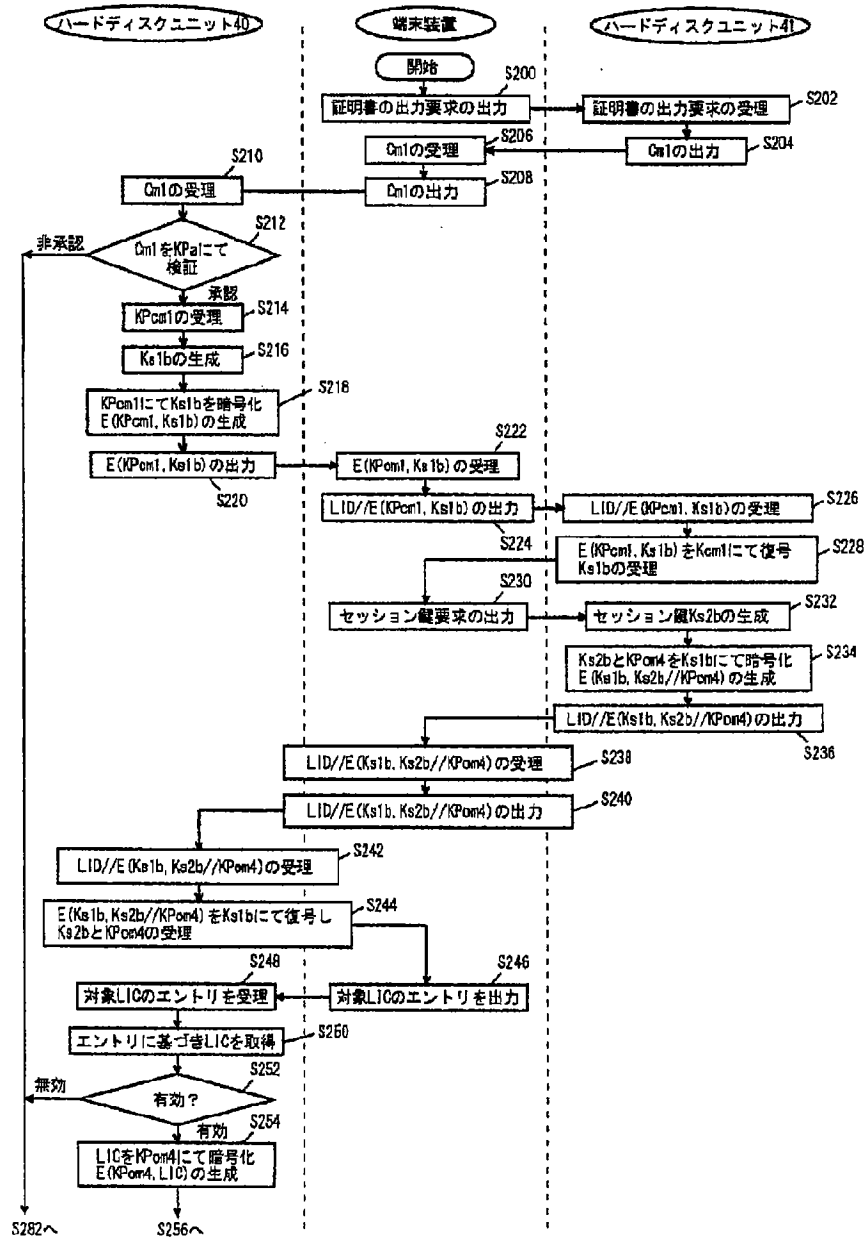 ハードディスクユニット40
端末装置
ハードディスクユニット41
開始
S200
証明書の出力要求の出力
証明書の出力要求の受理
S202
S206
Cm1の受理
Cm1の出力
S204
S210
Cm1の受理
Cm1の出力
S208
S212
非承認
Cm1をKPaにて
検証
承認
KPcm1の受理
S214
Ks1bの生成
S216
S218
KPcm1にてKs1bを暗号化
E(KPcm1, Ks1b)の生成
S222
E(KPcm1, Ks1b)の出力
E(KPcm1, Ks1b)の受理
S220
LID//E(KPcm1, Ks1b)の出力
LID//E(KPcm1, Ks1b)の受理
S226
S224
E(KPcm1, Ks1b)をKcm1にて復号
Ks1bの受理
S228
S230
セッション鍵要求の出力
セッション鍵Ks2bの生成
S232
Ks2bとKPom4をKs1bにて暗号化
E(Ks1b, Ks2b//KPom4)の生成
S234
LID//E(Ks1b, Ks2b//KPom4)の出力
S236
LID//E(Ks1b, Ks2b//KPom4)の受理
S238
LID//E(Ks1b, Ks2b//KPom4)の出力
S240
S242
LID//E(Ks1b, Ks2b//KPom4)の受理
S244
E(Ks1b, Ks2b//KPom4)をKs1bにて復号し
Ks2bとKPom4の受理
S248
S246
対象LICのエントリを受理
対象LICのエントリを出力
エントリに基づきLICを取得
S250
S252
無効
有効？
有効
S254
LICをKPom4にて暗号化
E(KPom4, LIC)の生成
S282へ
S256へ